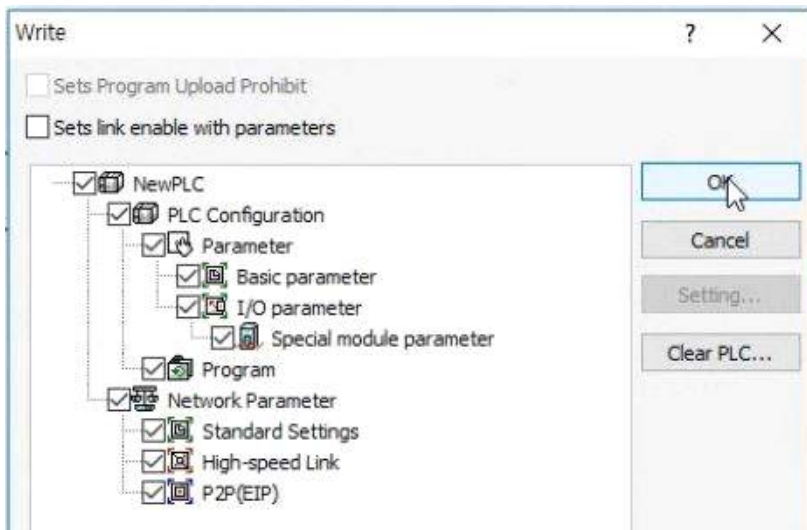 Write
Sets Program Upload Prohibit
Sets link enable with parameters
NewPLC
PLC Configuration
Parameter
Basic parameter
I/O parameter
Special module parameter
Program
Network Parameter
Standard Settings
High-speed Link
P2P(EIP)
OK
Cancel
Setting...
Clear PLC...